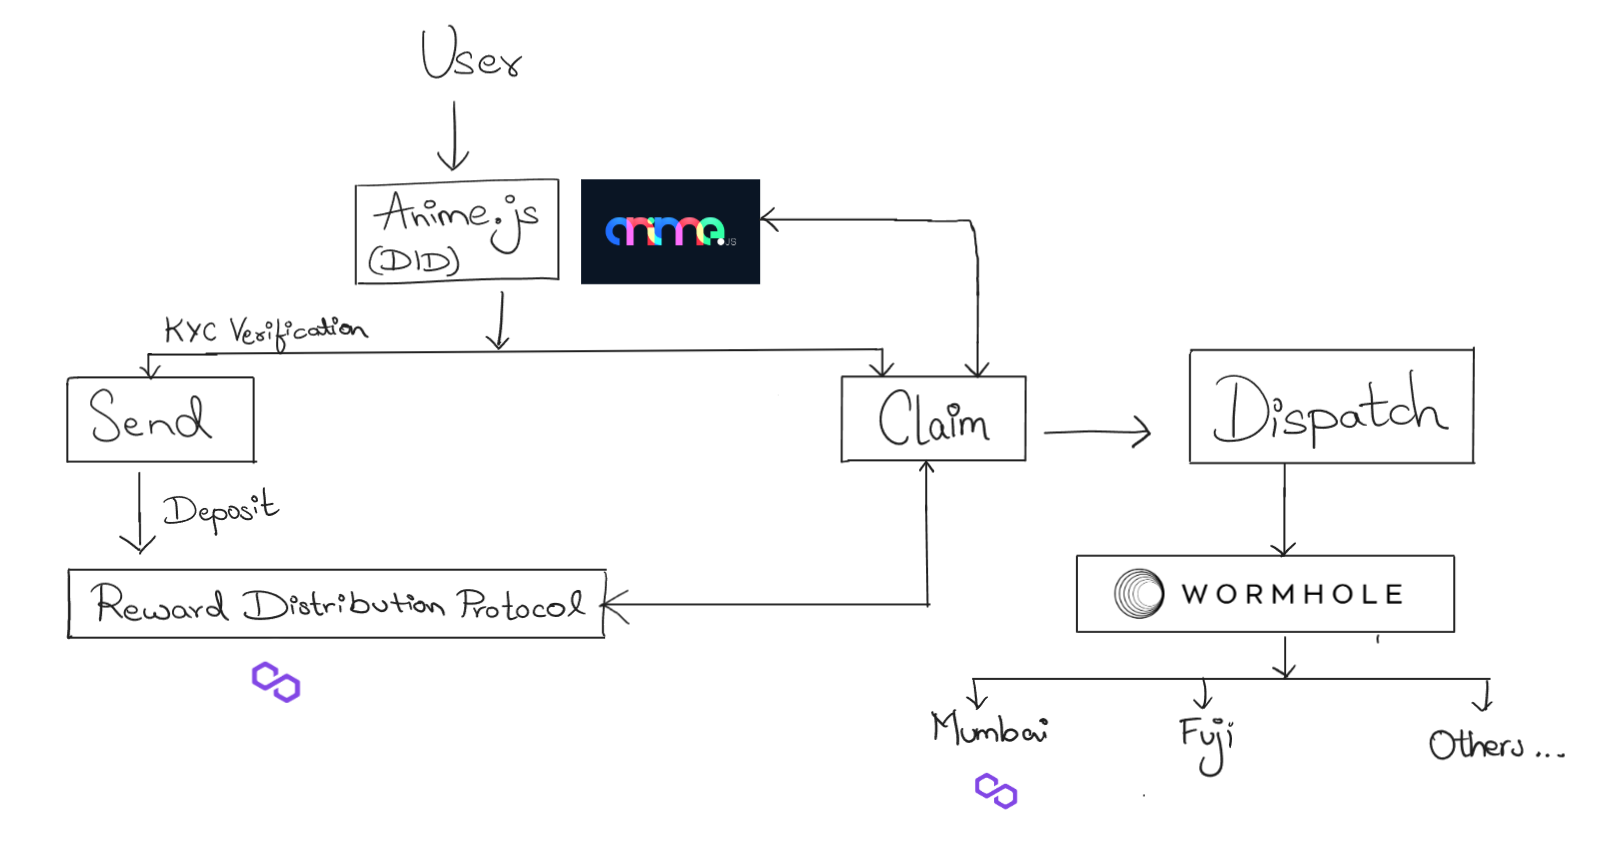 User
Anime.js
(DID)
anime.JS
KYC Verification
Send
Claim
Dispatch
Deposit
WORMHOLE
Reward Distribution Protocol
Mumbai
Fuji
Others...